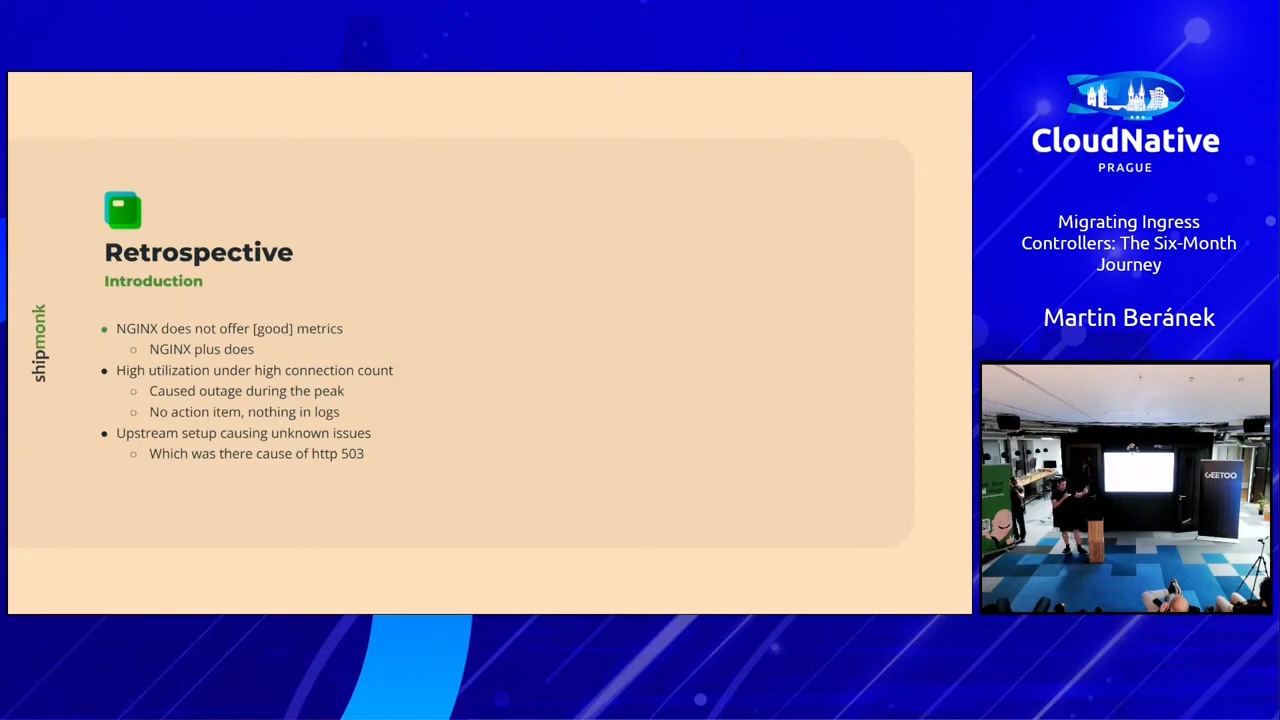 Retrospective
Introduction
NGINX does not offer [good] metrics
NGINX plus does
High utilization under high connection count
Caused outage during the peak
No action item, nothing in logs
Upstream setup causing unknown issues
Which was there cause of http 503
shipmonk
CloudNative
PRAGUE
Migrating Ingress
Controllers: The Six-Month
Journey
Martin Beránek
GEETOO